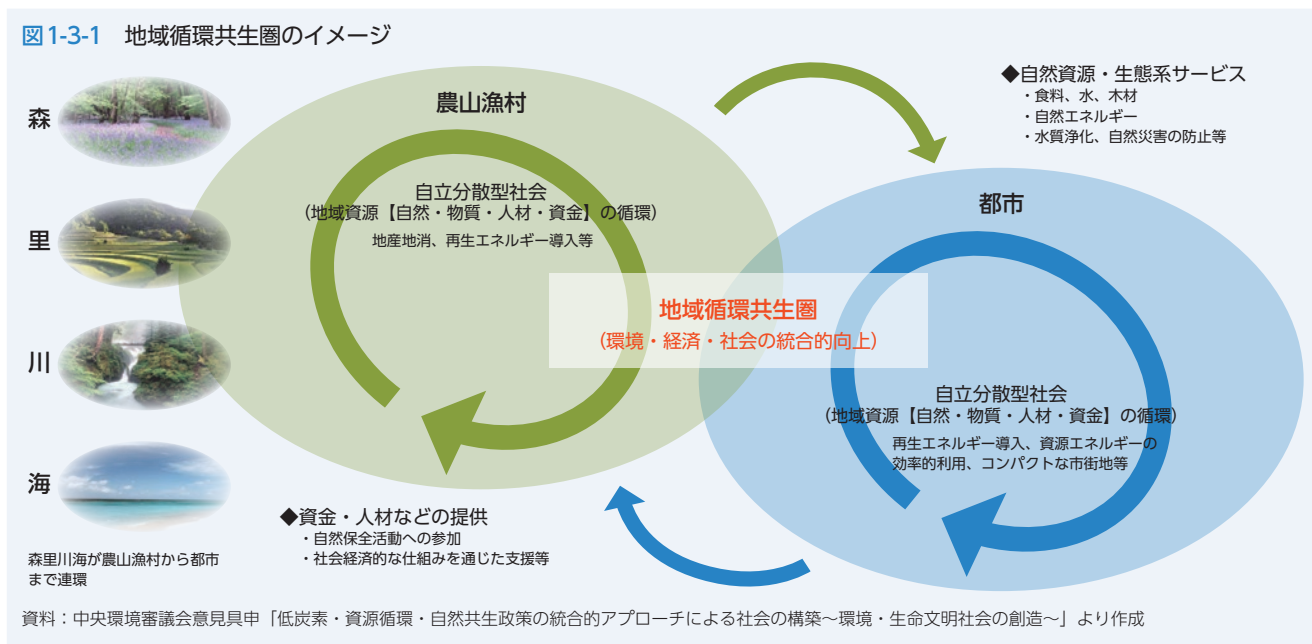 図1-3-1 地域循環共生圏のイメージ
森
里
川
海
森里川海が農山漁村から都市
まで連環
農山漁村
自立分散型社会
(地域資源【自然・物質・人材・資金】の循環)
地産地消、再生エネルギー導入等
◆自然資源・生態系サービス
・食料、水、木材
・自然エネルギー
・水質浄化、自然災害の防止等
地域循環共生圏
(環境・経済・社会の統合的向上)
都市
自立分散型社会
(地域資源【自然・物質・人材・資金】の循環)
再生エネルギー導入、資源エネルギーの
効率的利用、コンパクトな市街地等
◆資金・人材などの提供
・自然保全活動への参加
・社会経済的な仕組みを通じた支援等
資料：中央環境審議会意見具申「低炭素・資源循環・自然共生政策の統合的アプローチによる社会の構築〜環境・生命文明社会の創造〜」より作成